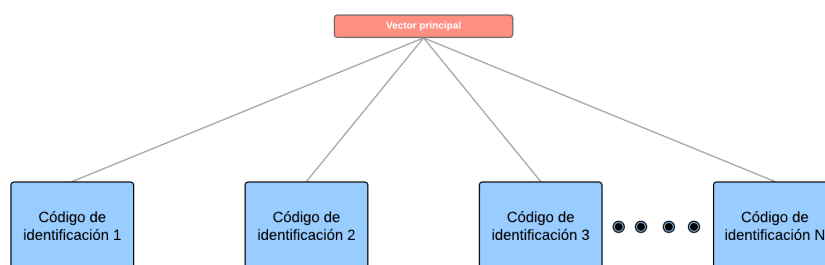 Vector principal
Código de
identificación 1
Código de
identificación 2
Código de
identificación 3
Código de
identificación N